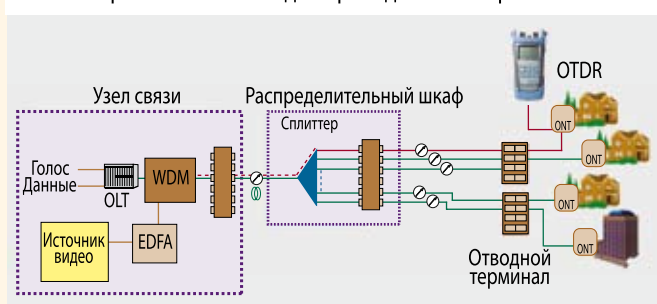 OTDR
Узел связи
Распределительный шкаф
Сплиттер
Голос
Данные
OLT
WDM
EDFA
Источник
видео
ONT
ONT
ONT
ONT
Отводной
терминал